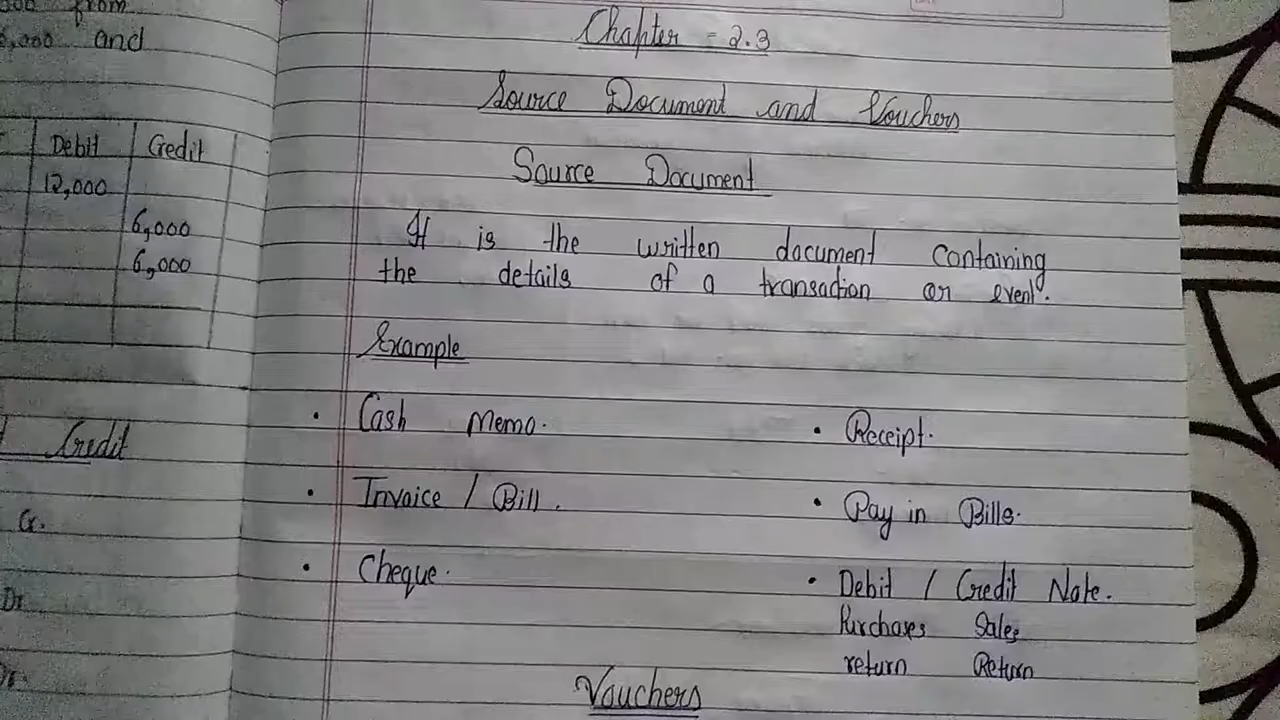 from
and
Debit Credit
12,000
6,000
6,000
Credit
Cr.
Dr
Chapter - 2.3
Source Document and Vouchers
Source Document
It is the written document containing
the details of a transaction or event.
Example
• Cash Memo. • Receipt.
• Invoice / Bill. • Pay in Bills.
• Cheque. • Debit / Credit Note.
Purchases Sales
return Return
Vouchers